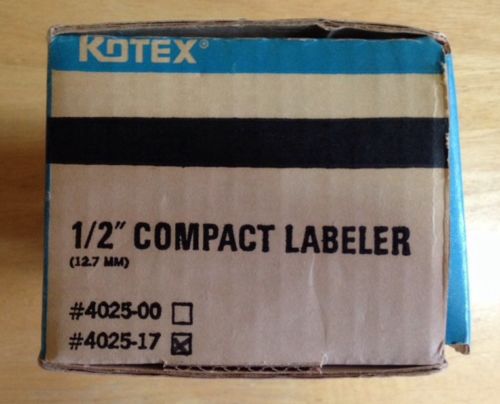 KOTEX®
1/2" COMPACT LABELER
(12.7 MM)
#4025-00 ☐
#4025-17 ☒